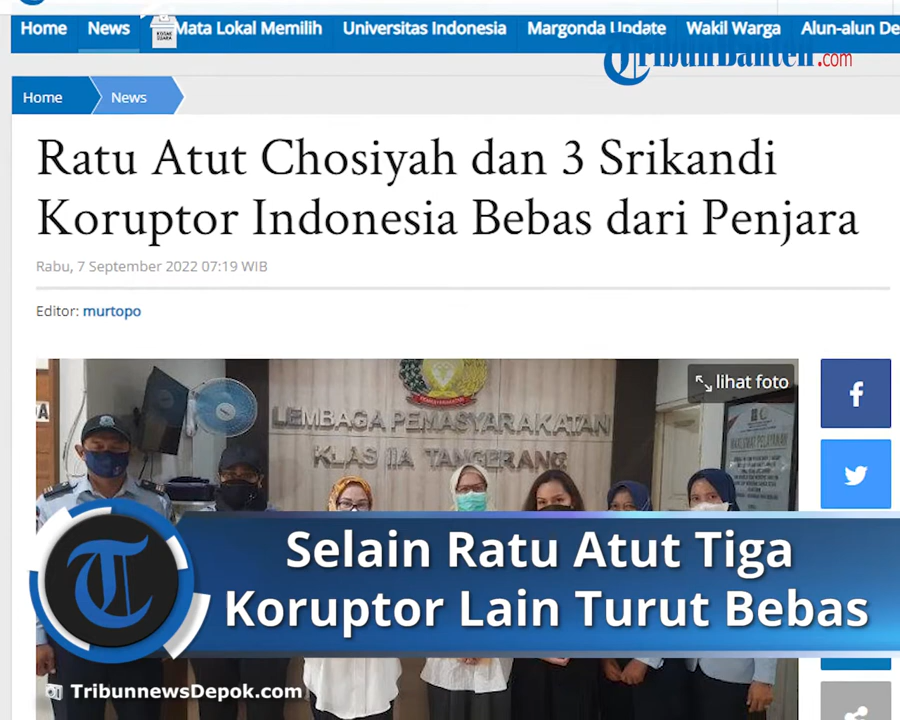 Home News Mata Lokal Memilih Universitas Indonesia Margonda Update Wakil Warga Alun-alun De
TribunBanten.com
Home News
Ratu Atut Chosiyah dan 3 Srikandi
Koruptor Indonesia Bebas dari Penjara
Rabu, 7 September 2022 07:19 WIB
Editor: murtopo
lihat foto
LEMBAGA PEMASYARAKATAN
KLAS IIA TANGERANG
MAKLUMAT PELAYANAN
Selain Ratu Atut Tiga
Koruptor Lain Turut Bebas
TribunnewsDepok.com